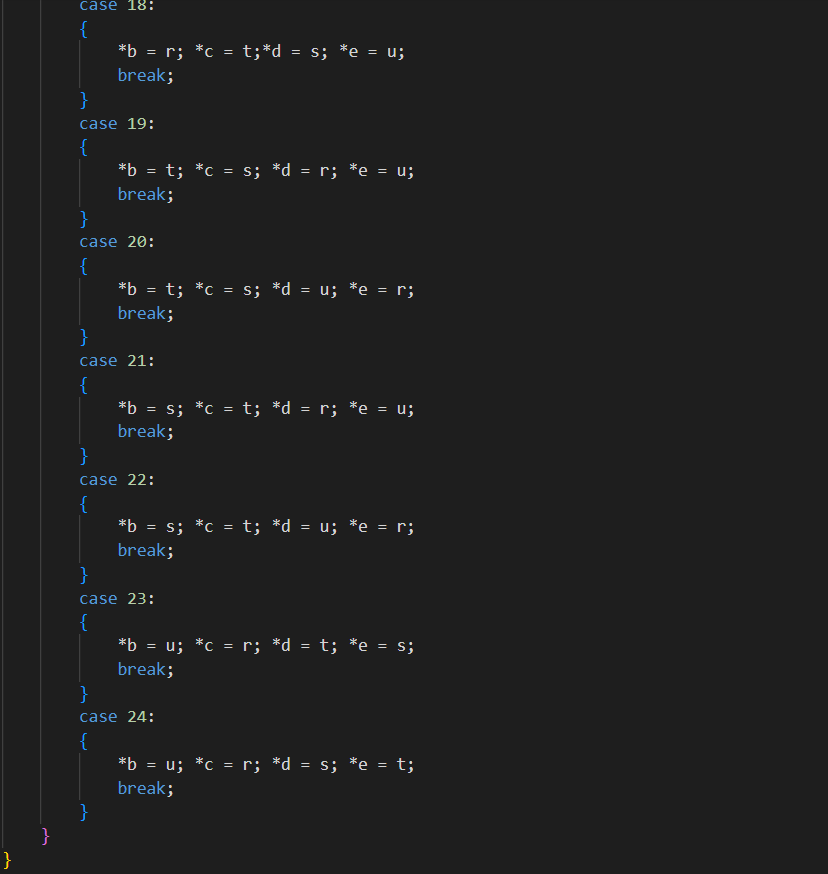 case 18:
{
*b = r; *c = t;*d = s; *e = u;
break;
}
case 19:
{
*b = t; *c = s; *d = r; *e = u;
break;
}
case 20:
{
*b = t; *c = s; *d = u; *e = r;
break;
}
case 21:
{
*b = s; *c = t; *d = r; *e = u;
break;
}
case 22:
{
*b = s; *c = t; *d = u; *e = r;
break;
}
case 23:
{
*b = u; *c = r; *d = t; *e = s;
break;
}
case 24:
{
*b = u; *c = r; *d = s; *e = t;
break;
}
}
}